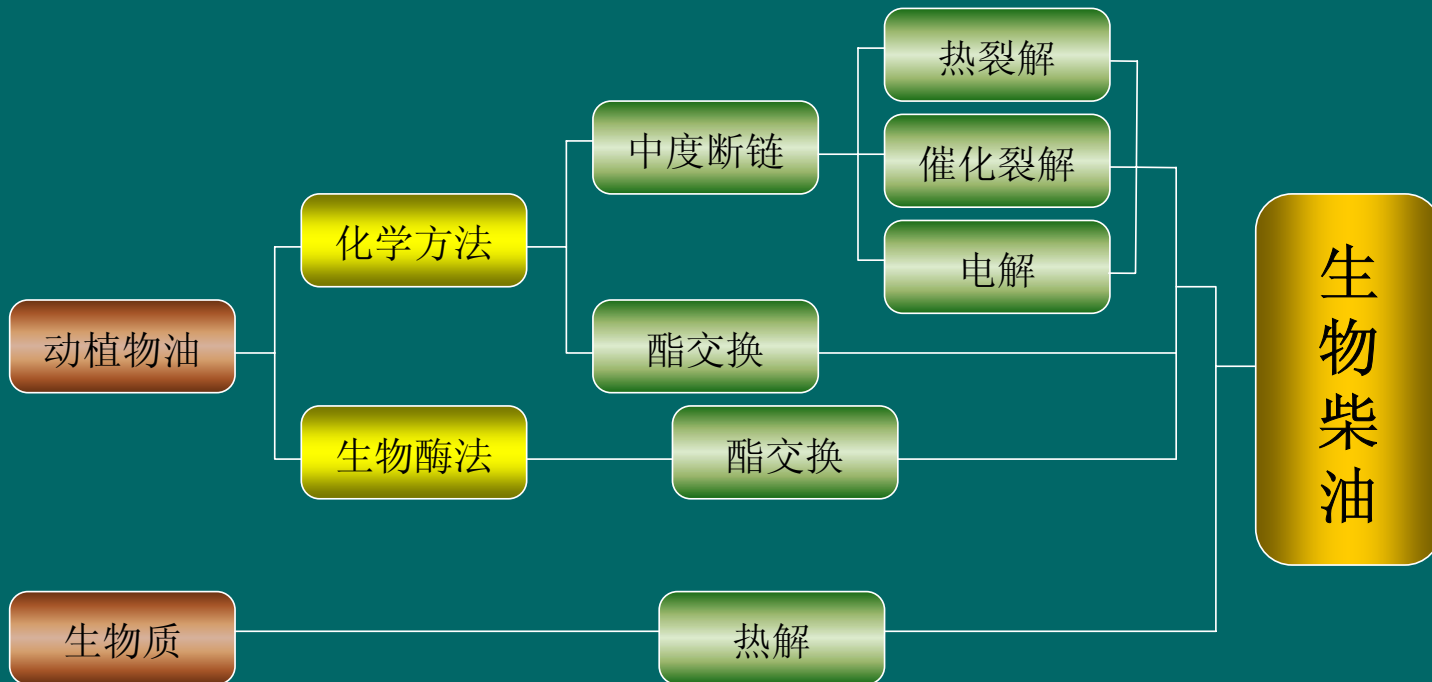 热裂解
中度断链
催化裂解
化学方法
电解
动植物油
酯交换
生物酶法
酯交换
生物质
热解
生物柴油